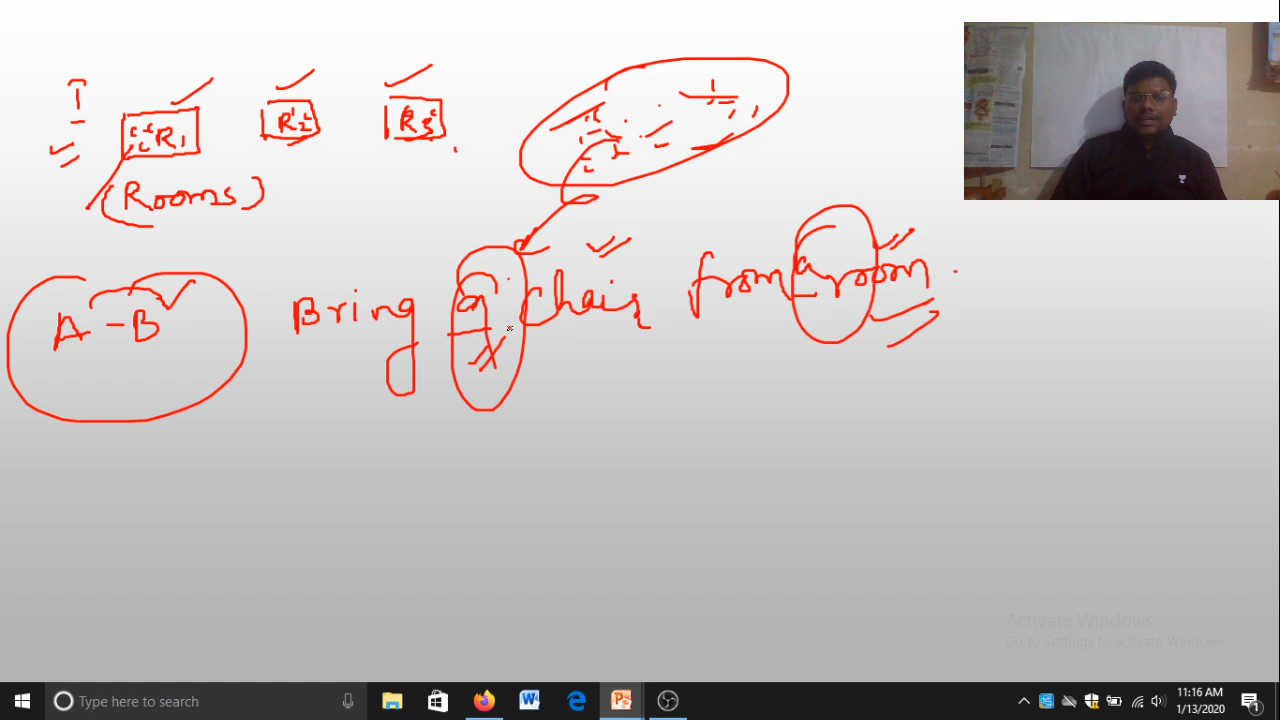 I
R1 R2 R3
(Rooms)
A - B Bring a chair from a room.
Activate Windows
Go to Settings to activate Windows
Type here to search
11:16 AM
1/13/2020